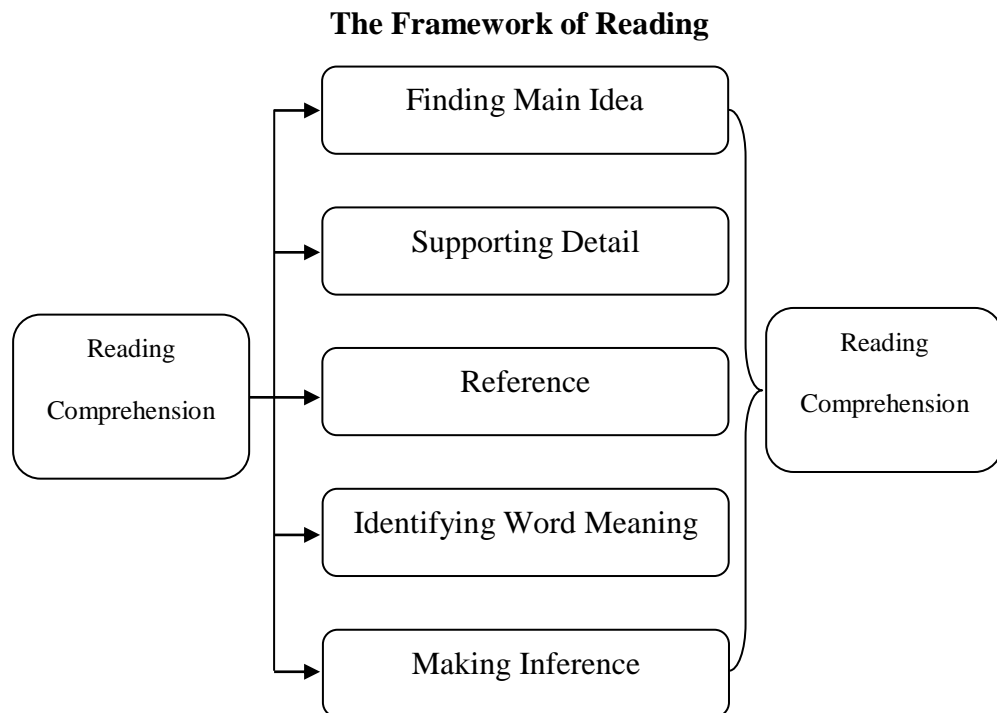 The Framework of Reading
Finding Main Idea
Supporting Detail
Reading
Comprehension
Reference
Identifying Word Meaning
Making Inference
Reading
Comprehension